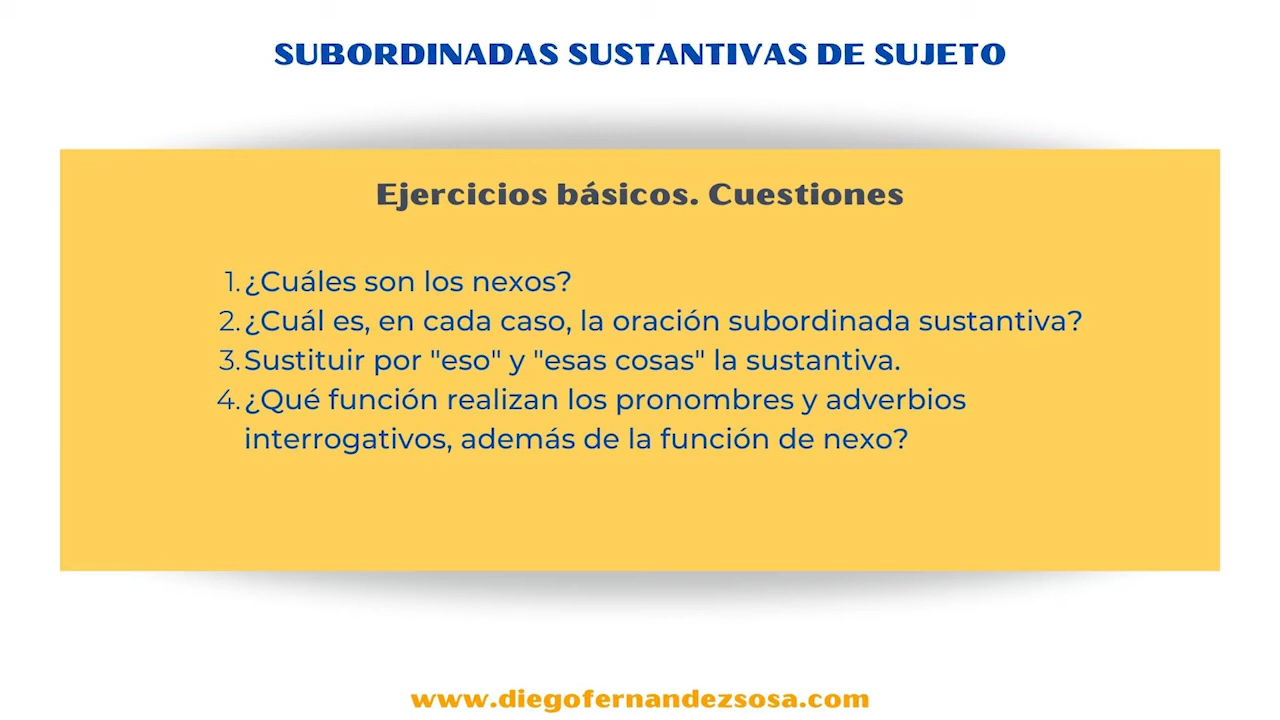 SUBORDINADAS SUSTANTIVAS DE SUJETO
Ejercicios básicos. Cuestiones
1. ¿Cuáles son los nexos?
2. ¿Cuál es, en cada caso, la oración subordinada sustantiva?
3. Sustituir por "eso" y "esas cosas" la sustantiva.
4. ¿Qué función realizan los pronombres y adverbios
interrogativos, además de la función de nexo?
www.diegofernandezsosa.com